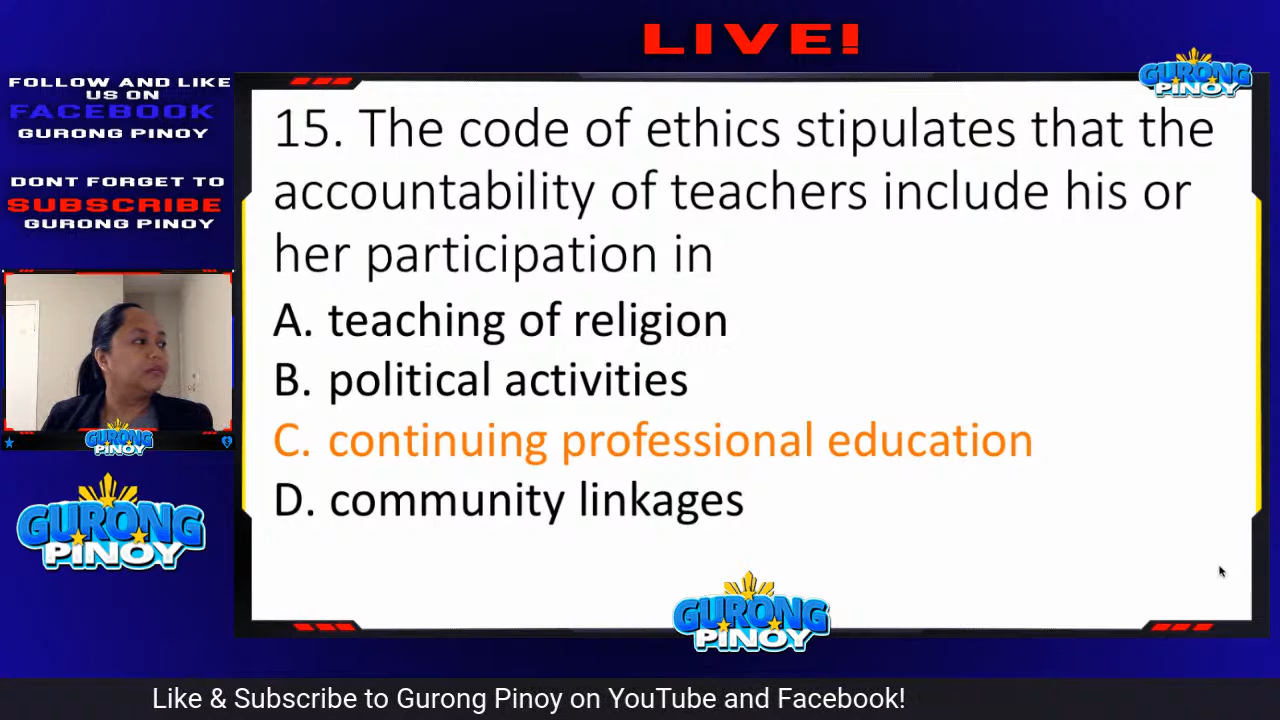 LIVE!
FOLLOW AND LIKE
US ON
FACEBOOK
GURONG PINOY
DONT FORGET TO
SUBSCRIBE
GURONG PINOY
GURONG
PINOY
15. The code of ethics stipulates that the
accountability of teachers include his or
her participation in
A. teaching of religion
B. political activities
C. continuing professional education
D. community linkages
GURONG
PINOY
GURONG
PINOY
GURONG
PINOY
Like & Subscribe to Gurong Pinoy on YouTube and Facebook!